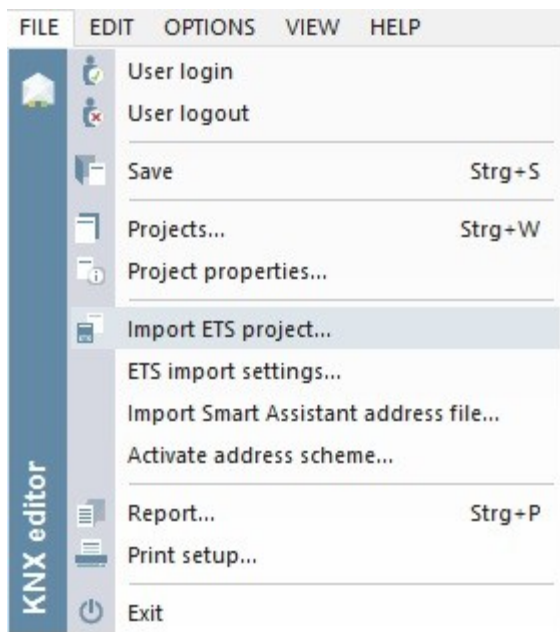 FILE EDIT OPTIONS VIEW HELP
User login
User logout
Save Strg+S
Projects... Strg+W
Project properties...
Import ETS project...
ETS import settings...
Import Smart Assistant address file...
Activate address scheme...
Report... Strg+P
Print setup...
Exit
KNX editor